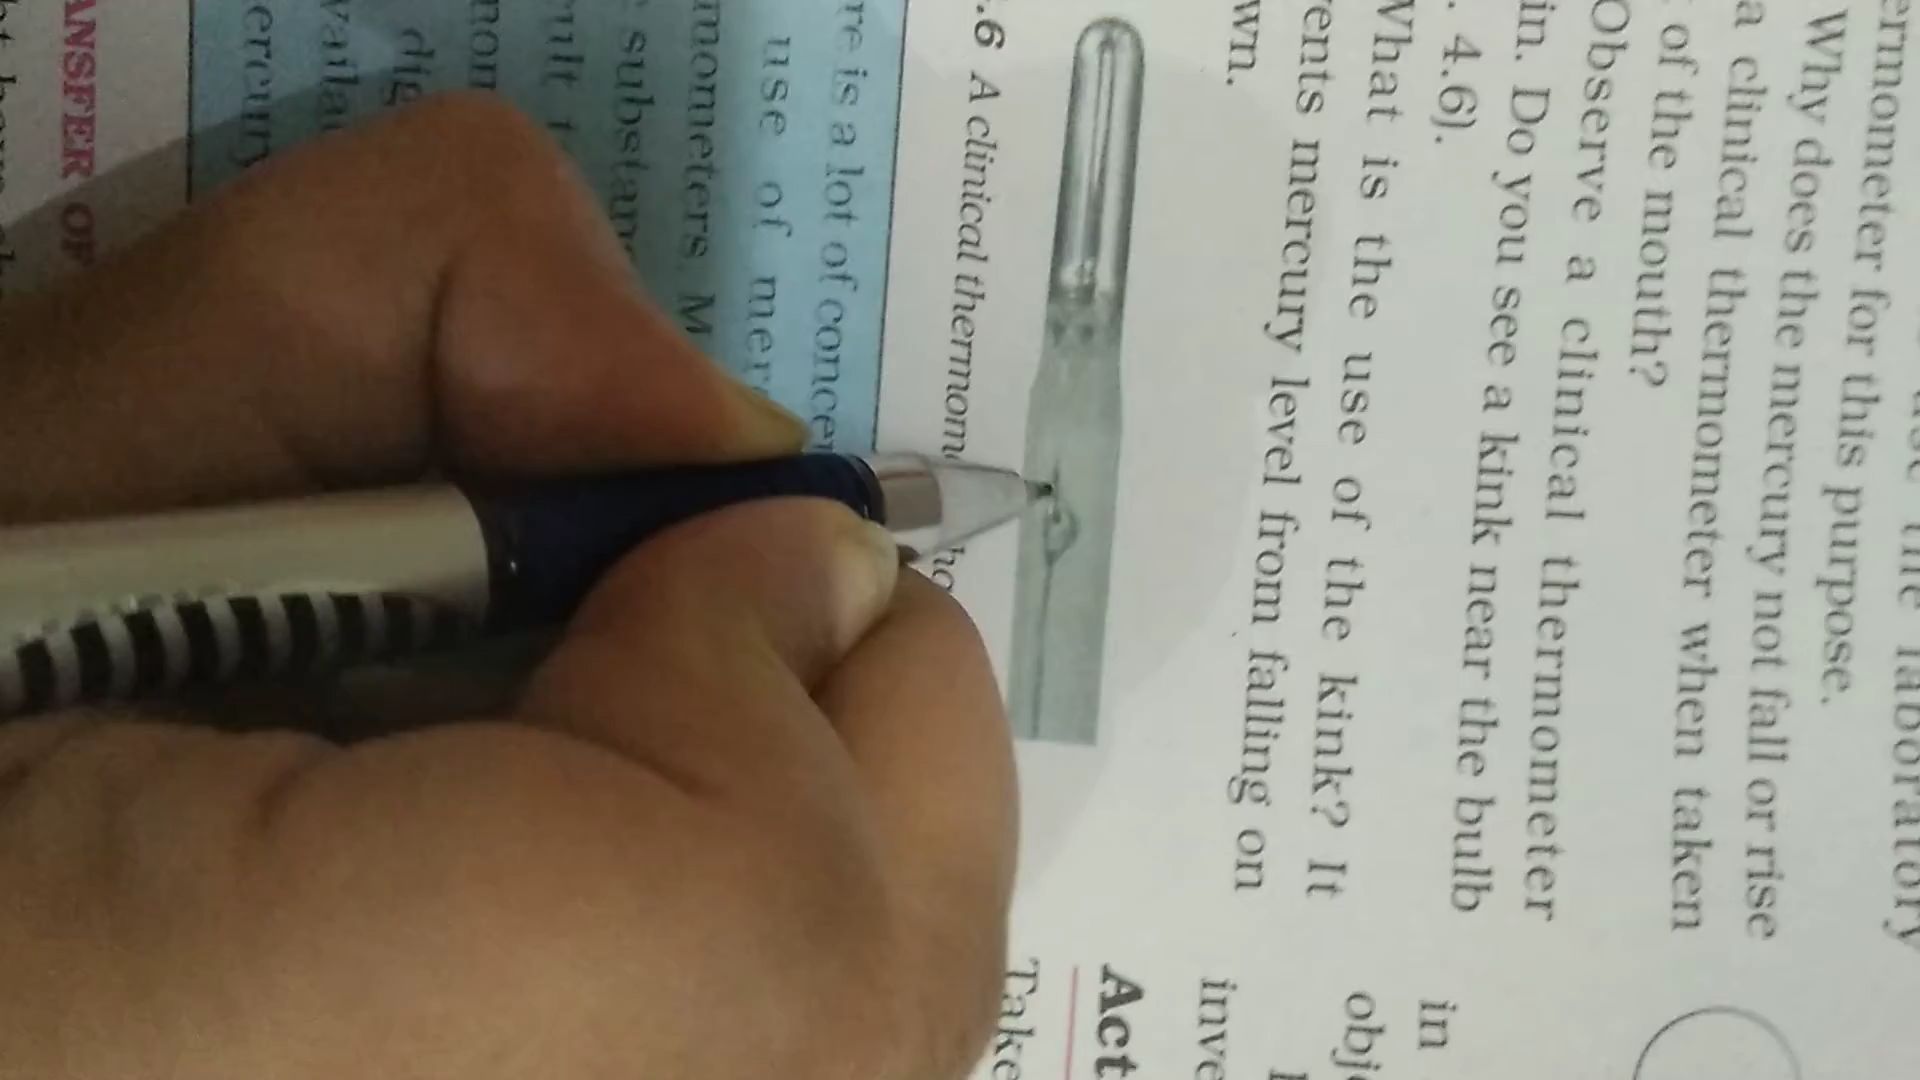 the laboratory
ermometer for this purpose.
Why does the mercury not fall or rise
a clinical thermometer when taken
of the mouth?
Observe a clinical thermometer
in. Do you see a kink near the bulb
. 4.6).
What is the use of the kink? It
ents mercury level from falling on
wn.
.6 A clinical thermom
re is a lot of concer
use of mer
mometers. M
substan
ult t
mon
dig
vaila
ercury
ANSFER OF
in
obj
inve
Act
Take